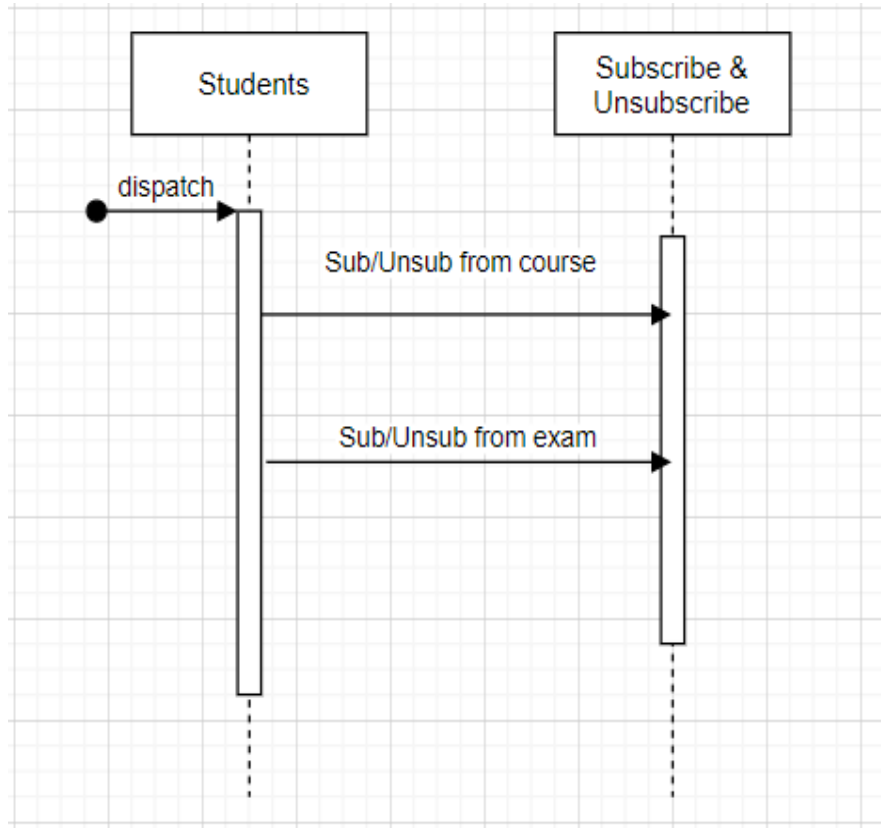 Students
Subscribe &
Unsubscribe
dispatch
Sub/Unsub from course
Sub/Unsub from exam